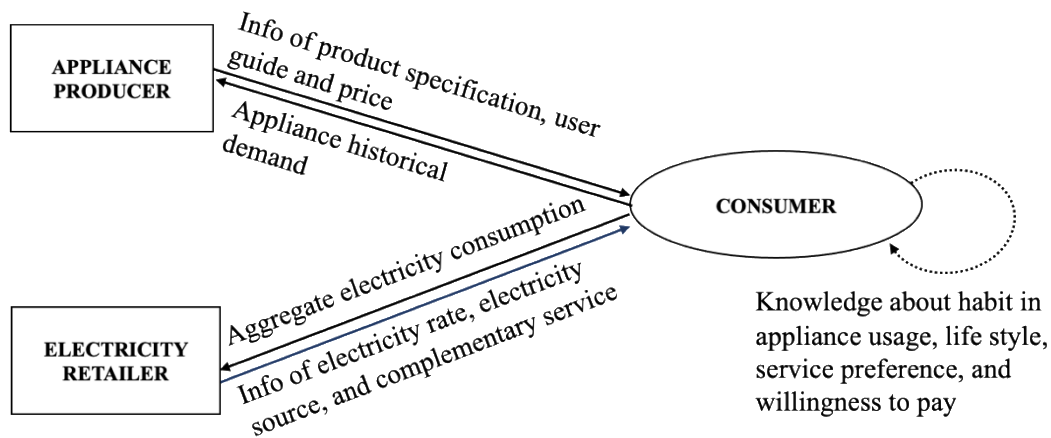 APPLIANCE
PRODUCER
Info of product specification, user
guide and price
Appliance historical
demand
CONSUMER
Aggregate electricity consumption
Info of electricity rate, electricity
source, and complementary service
ELECTRICITY
RETAILER
Knowledge about habit in
appliance usage, life style,
service preference, and
willingness to pay